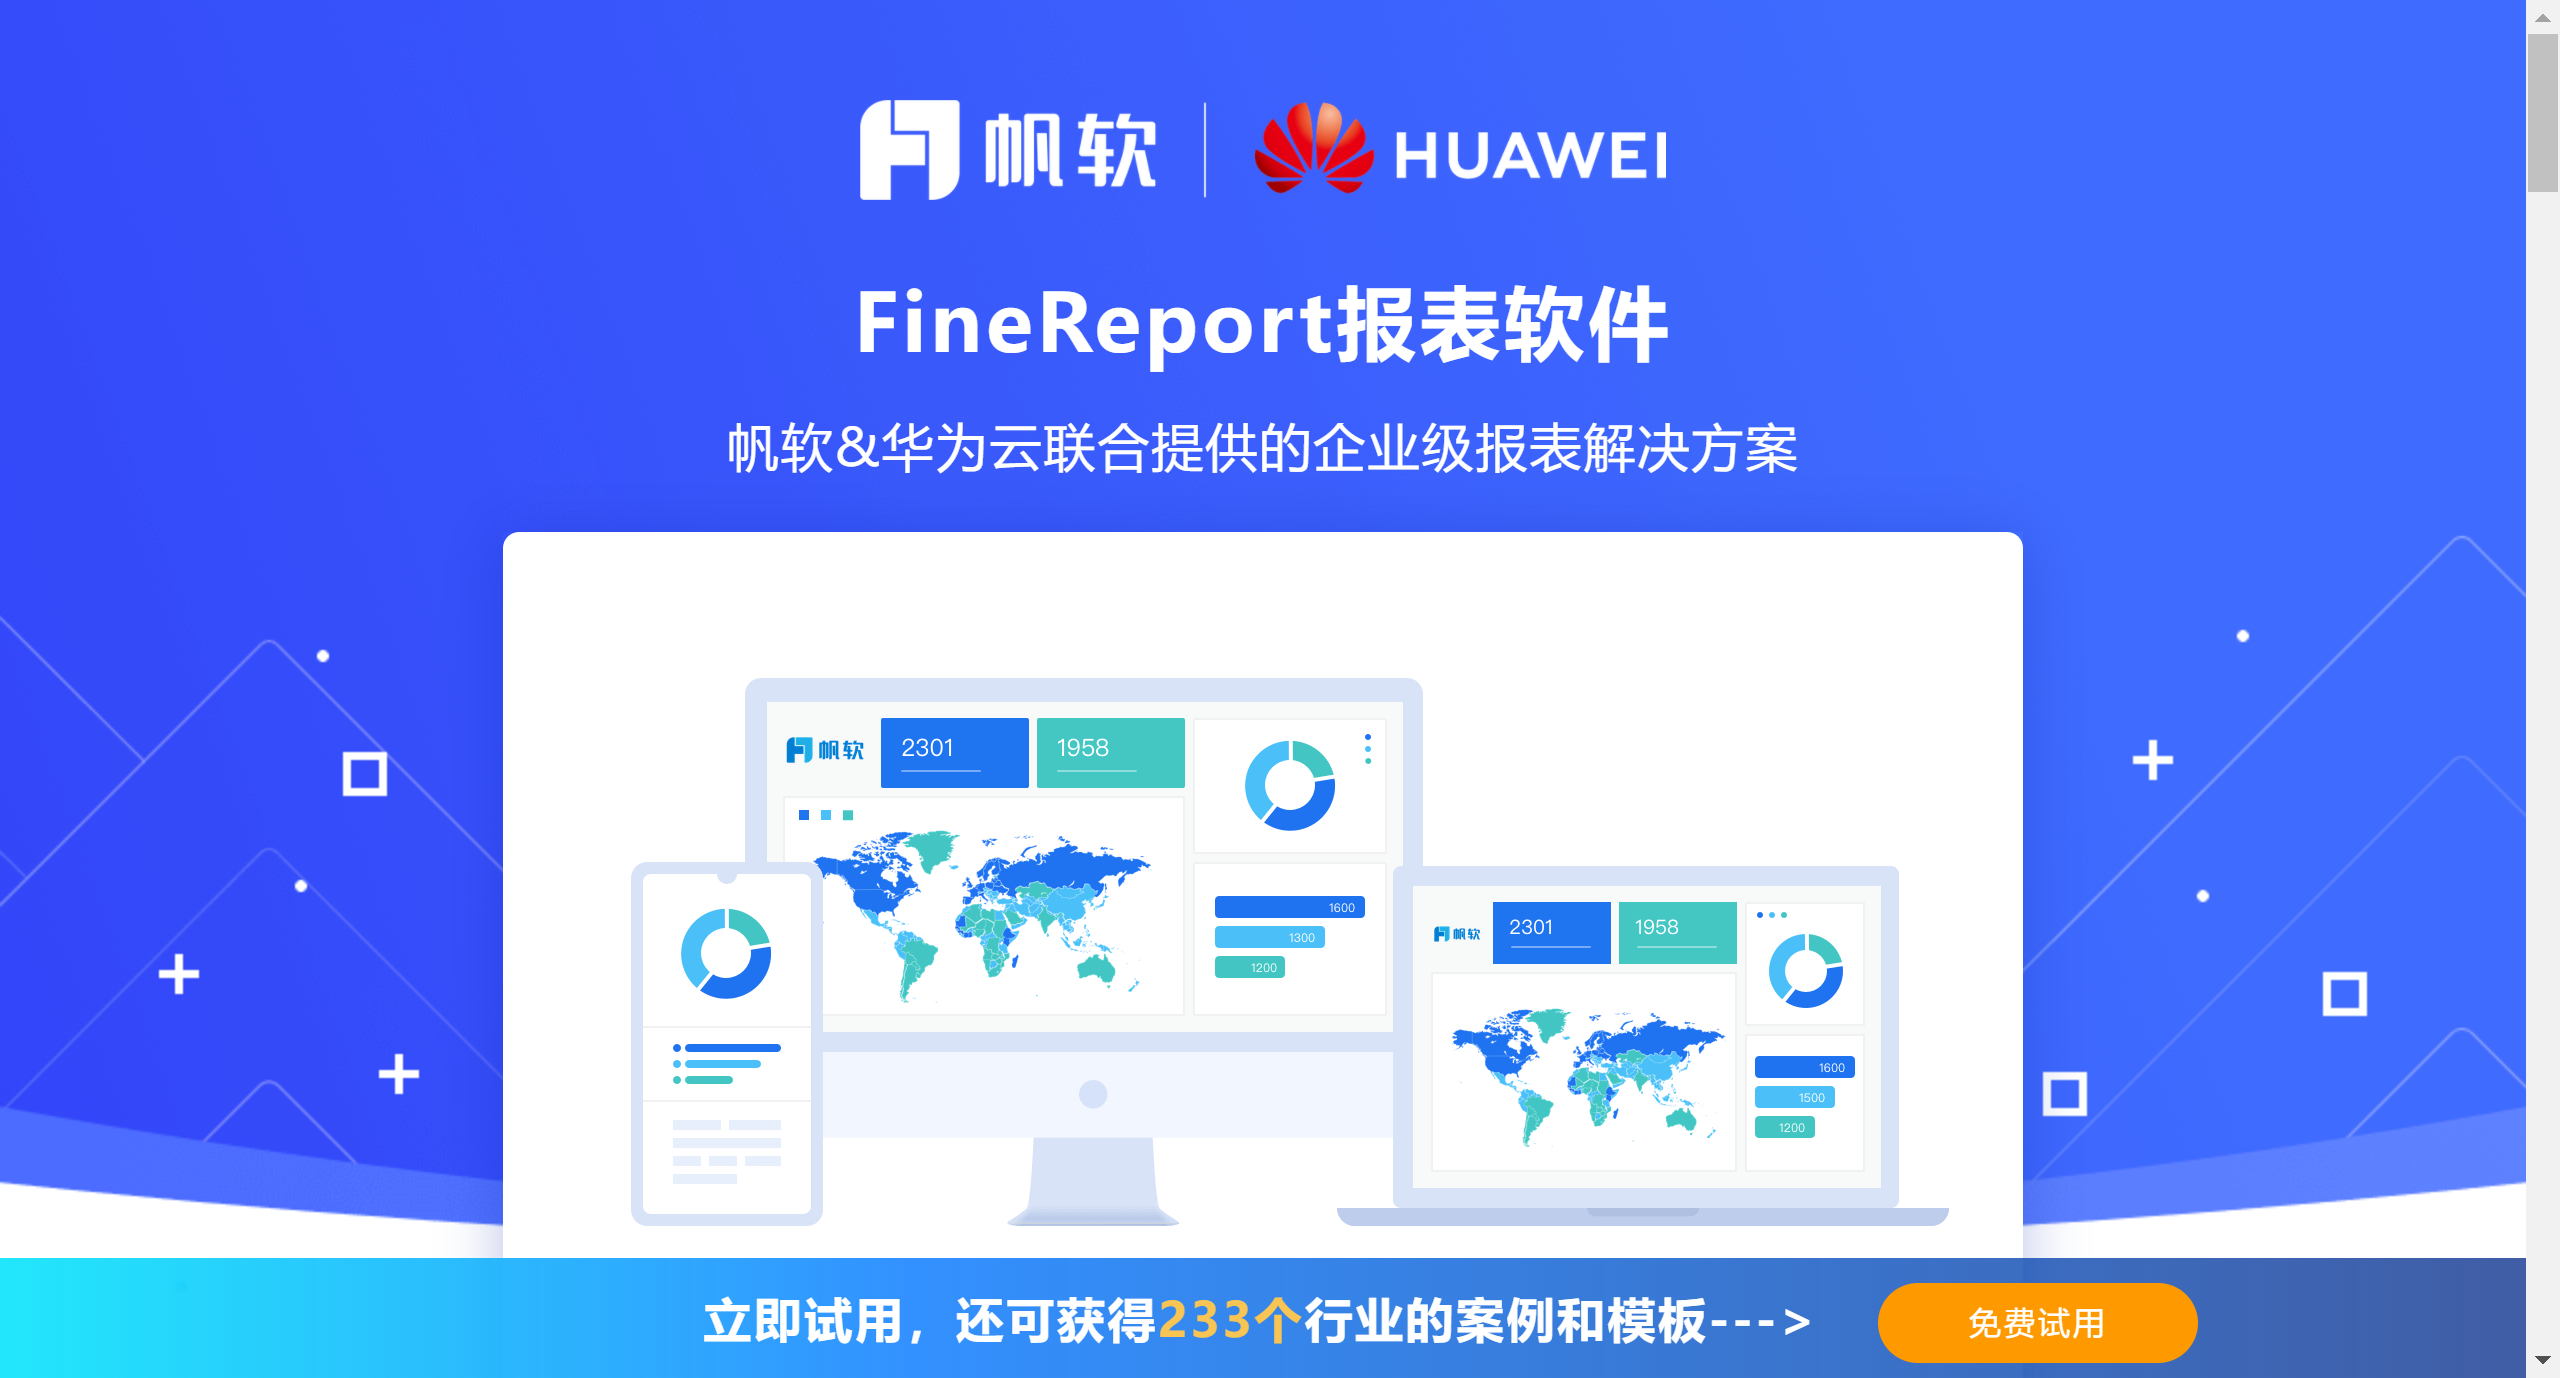 帆软 HUAWEI
FineReport报表软件
帆软&华为云联合提供的企业级报表解决方案
帆软 2301 1958
1600
1300
1200
帆软 2301 1958
1600
1500
1200
立即试用，还可获得233个行业的案例和模板---> 免费试用